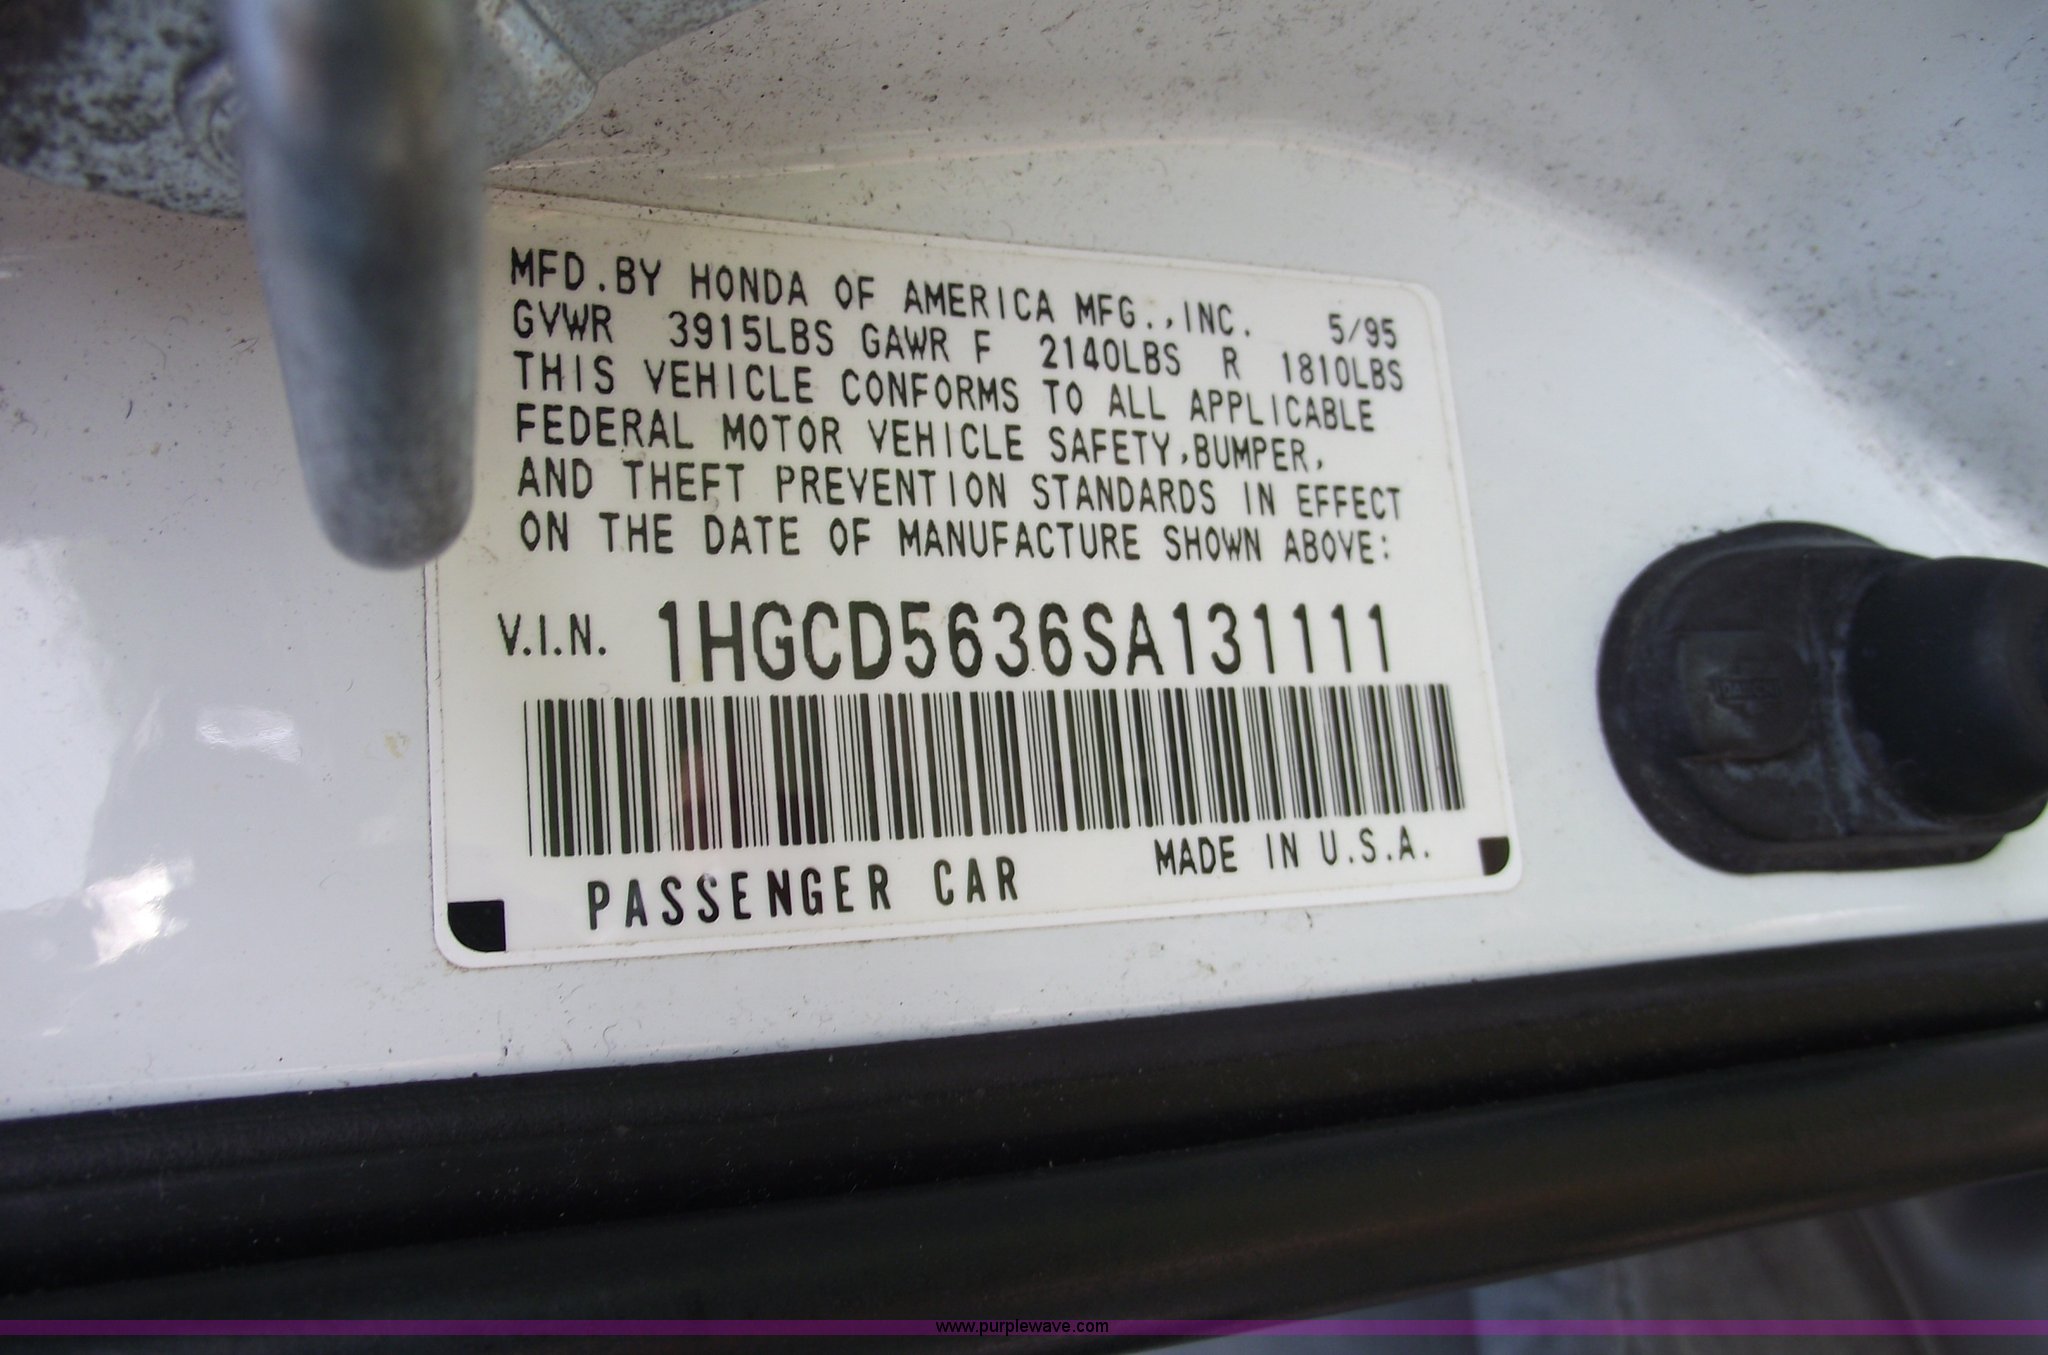 MFD.BY HONDA OF AMERICA MFG.,INC. 5/95
GVWR 3915LBS GAWR F 2140LBS R 1810LBS
THIS VEHICLE CONFORMS TO ALL APPLICABLE
FEDERAL MOTOR VEHICLE SAFETY,BUMPER,
AND THEFT PREVENTION STANDARDS IN EFFECT
ON THE DATE OF MANUFACTURE SHOWN ABOVE:
V.I.N. 1HGCD5636SA131111
PASSENGER CAR MADE IN U.S.A.
www.purplewave.com